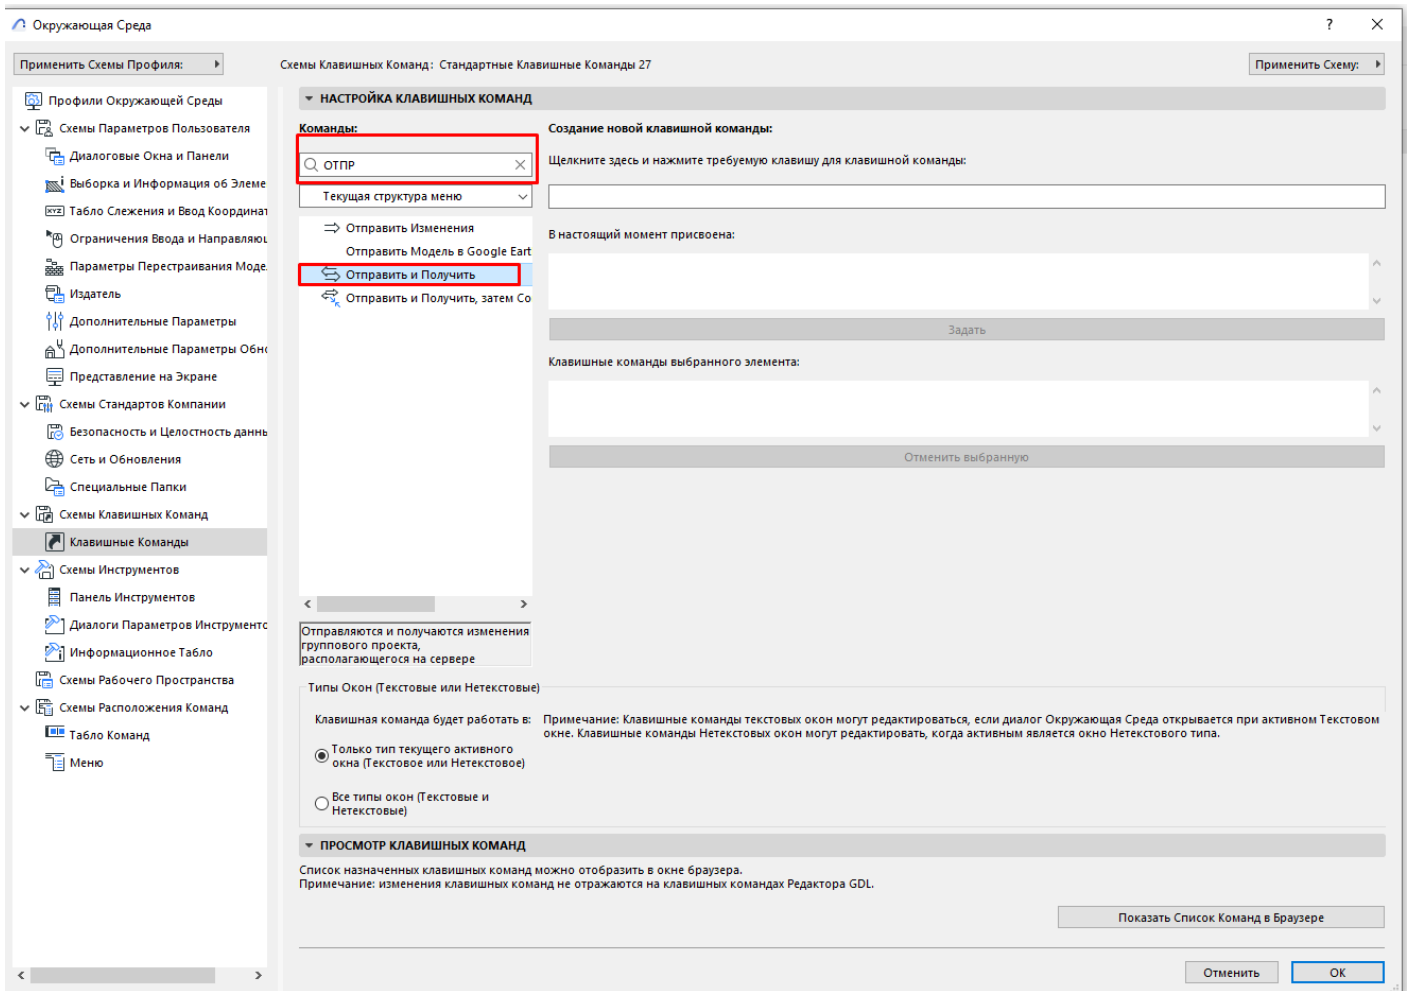 Окружающая Среда
?
Применить Схемы Профиля:
Схемы Клавишных Команд: Стандартные Клавишные Команды 27
Применить Схему:
Профили Окружающей Среды
Схемы Параметров Пользователя
Диалоговые Окна и Панели
Выборка и Информация об Элеме
XYZ Табло Слежения и Ввод Координат
Ограничения Ввода и Направляющ
Параметры Перестраивания Моде
Издатель
Дополнительные Параметры
Дополнительные Параметры Обно
Представление на Экране
Схемы Стандартов Компании
Безопасность и Целостность данны
Сеть и Обновления
Специальные Папки
Схемы Клавишных Команд
Клавишные Команды
Схемы Инструментов
Панель Инструментов
Диалоги Параметров Инструменто
Информационное Табло
Схемы Рабочего Пространства
Схемы Расположения Команд
Табло Команд
Меню
НАСТРОЙКА КЛАВИШНЫХ КОМАНД
Команды:
ОТПР
Текущая структура меню
Отправить Изменения
Отправить Модель в Google Eart
Отправить и Получить
Отправить и Получить, затем Со
Отправляются и получаются изменения
группового проекта,
располагающегося на сервере
Создание новой клавишной команды:
Щелкните здесь и нажмите требуемую клавишу для клавишной команды:
В настоящий момент присвоена:
Задать
Клавишные команды выбранного элемента:
Отменить выбранную
Типы Окон (Текстовые или Нетекстовые)
Клавишная команда будет работать в:
Только тип текущего активного
окна (Текстовое или Нетекстовое)
Все типы окон (Текстовые и
Нетекстовые)
Примечание: Клавишные команды текстовых окон могут редактироваться, если диалог Окружающая Среда открывается при активном Текстовом
окне. Клавишные команды Нетекстовых окон могут редактировать, когда активным является окно Нетекстового типа.
ПРОСМОТР КЛАВИШНЫХ КОМАНД
Список назначенных клавишных команд можно отобразить в окне браузера.
Примечание: изменения клавишных команд не отражаются на клавишных командах Редактора GDL.
Показать Список Команд в Браузере
Отменить
OK